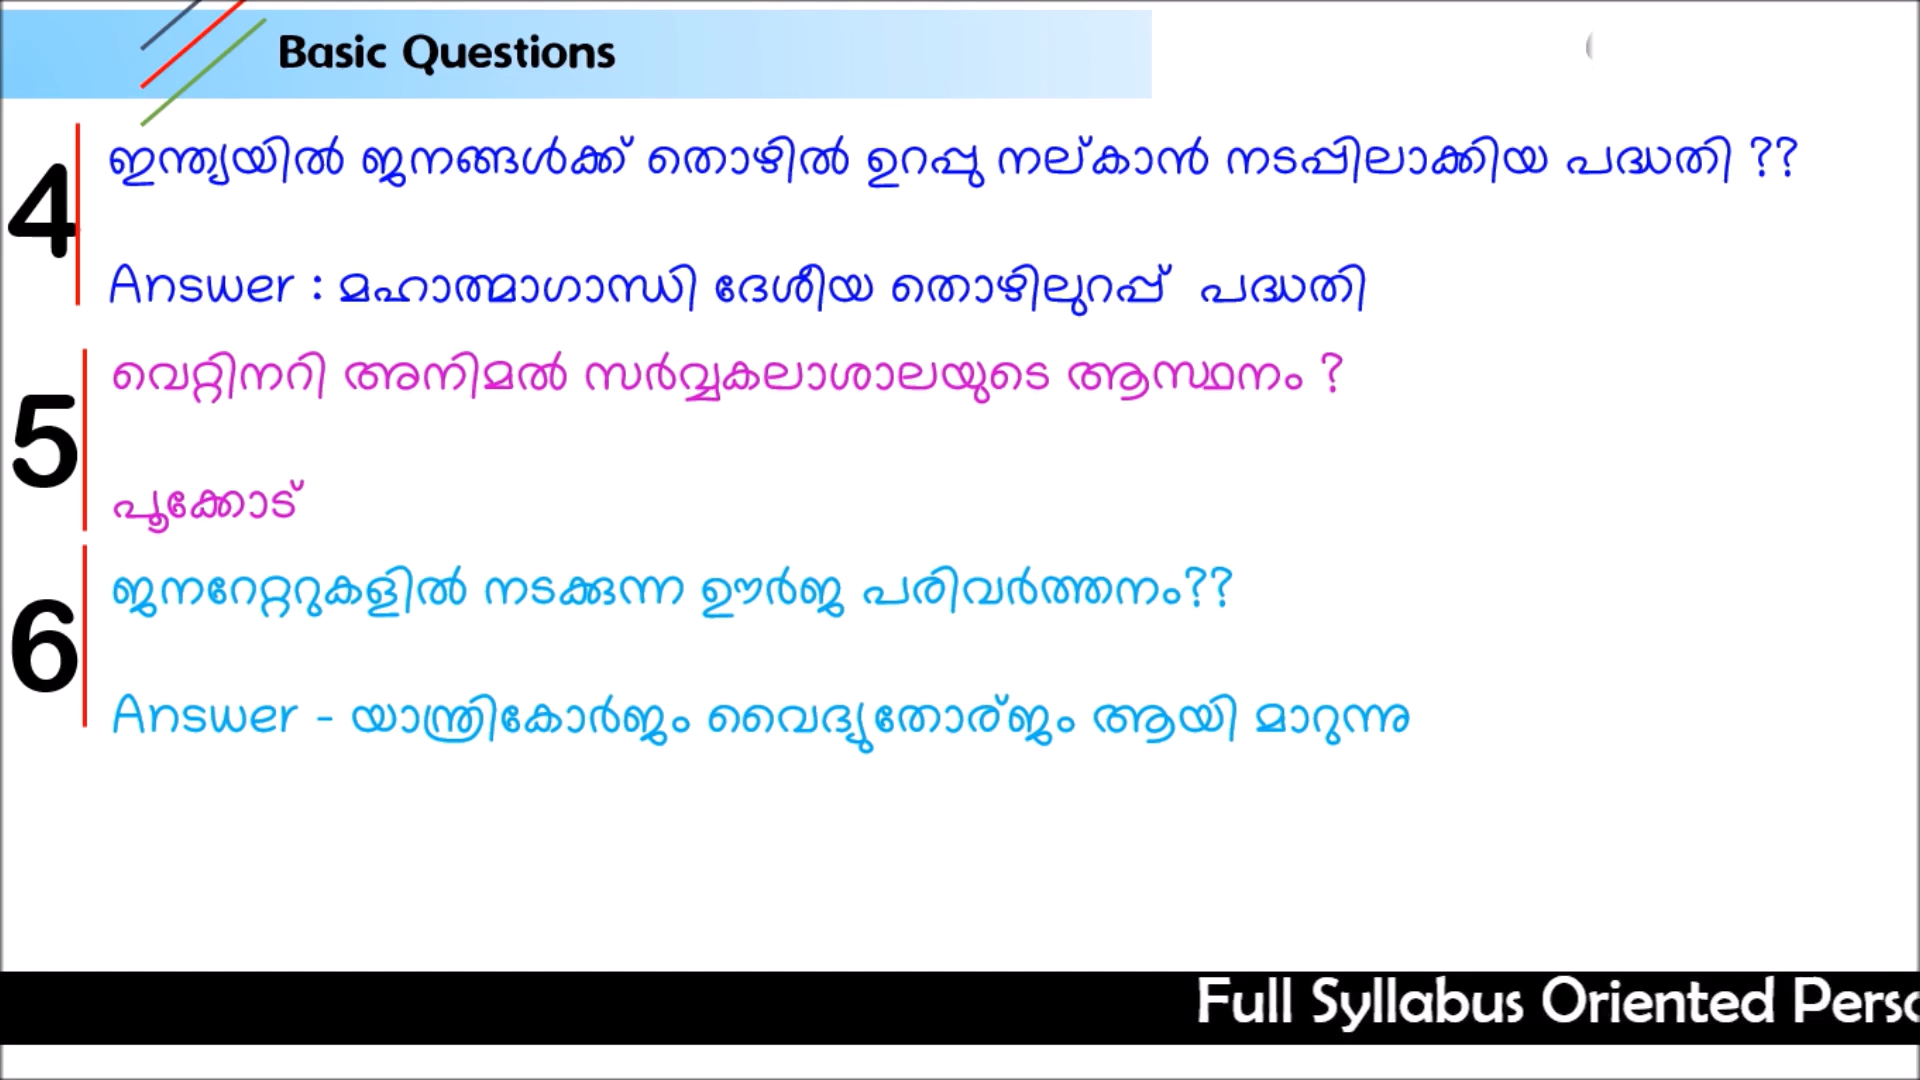 Basic Questions
4
ഇന്ത്യയിൽ ജനങ്ങൾക്ക് തൊഴിൽ ഉറപ്പു നല്കാൻ നടപ്പിലാക്കിയ പദ്ധതി ??
Answer : മഹാത്മാഗാന്ധി ദേശീയ തൊഴിലുറപ്പ് പദ്ധതി
5
വെറ്റിനറി അനിമൽ സർവ്വകലാശാലയുടെ ആസ്ഥനം ?
പൂക്കോട്
6
ജനറേറ്ററുകളിൽ നടക്കുന്ന ഊർജ പരിവർത്തനം??
Answer - യാന്ത്രികോർജം വൈദ്യുതോര്ജം ആയി മാറുന്നു
Full Syllabus Oriented